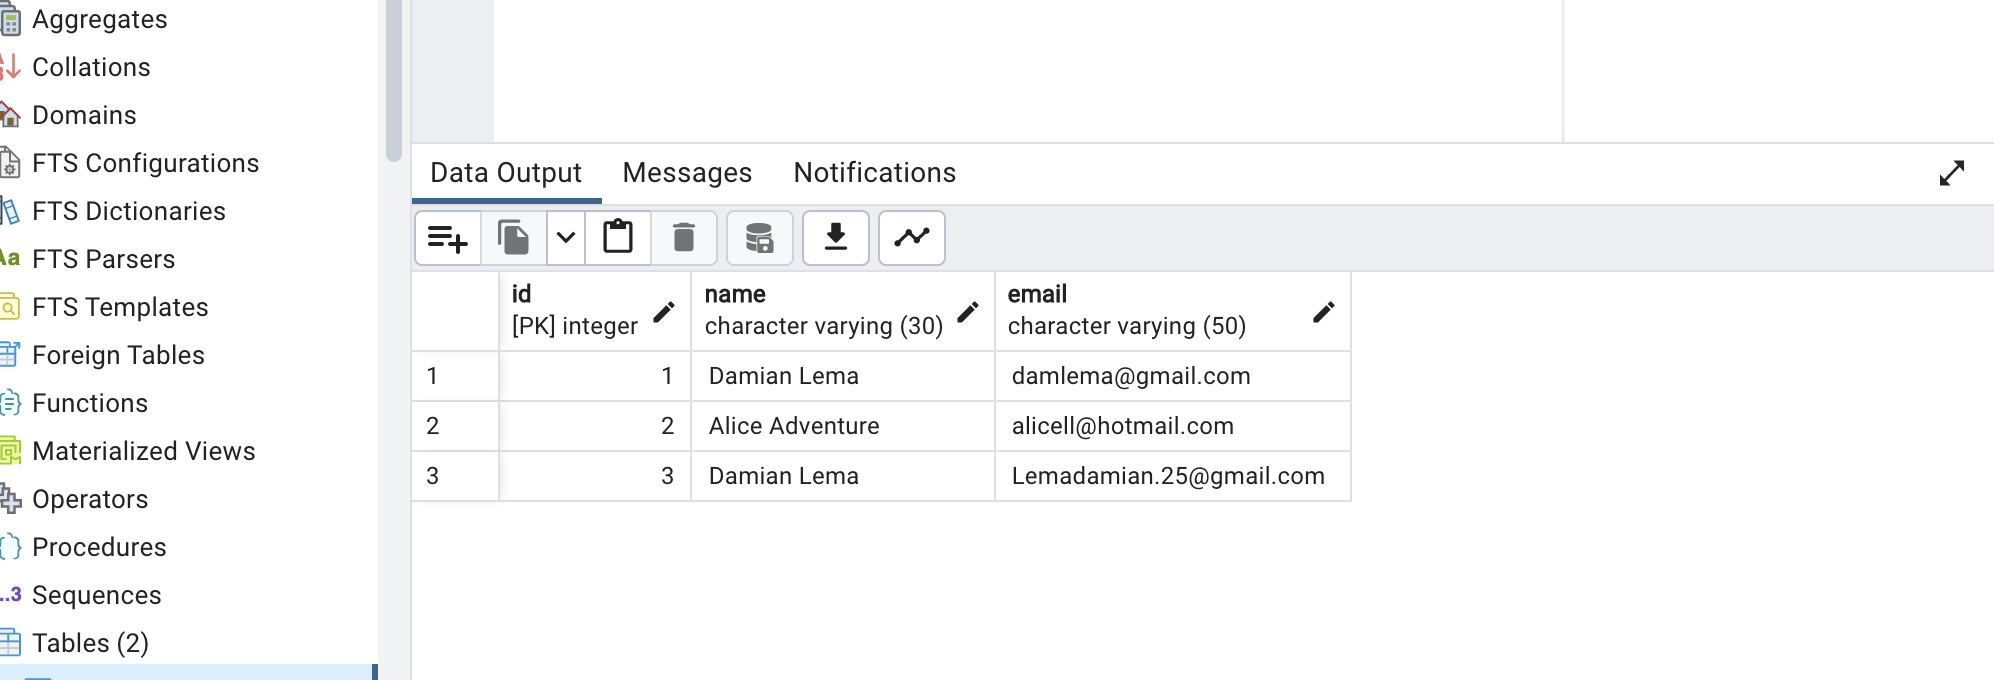 Aggregates
Collations
Domains
FTS Configurations
FTS Dictionaries
Aa FTS Parsers
FTS Templates
Foreign Tables
Functions
Materialized Views
Operators
Procedures
..3 Sequences
Tables (2)
Data Output Messages Notifications
id name email
[PK] integer character varying (30) character varying (50)
1 1 Damian Lema damlema@gmail.com
2 2 Alice Adventure alicell@hotmail.com
3 3 Damian Lema Lemadamian.25@gmail.com